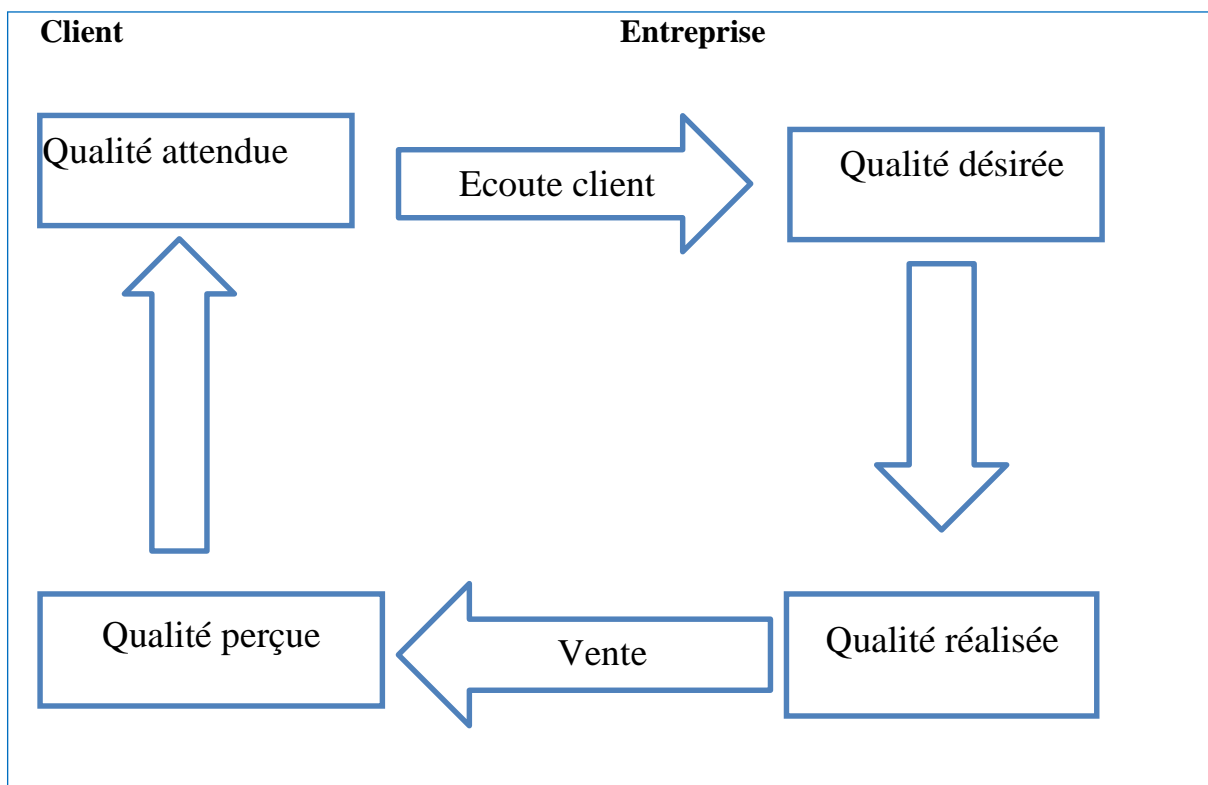 Client
Entreprise
Qualité attendue
Ecoute client
Qualité désirée
Qualité perçue
Vente
Qualité réalisée